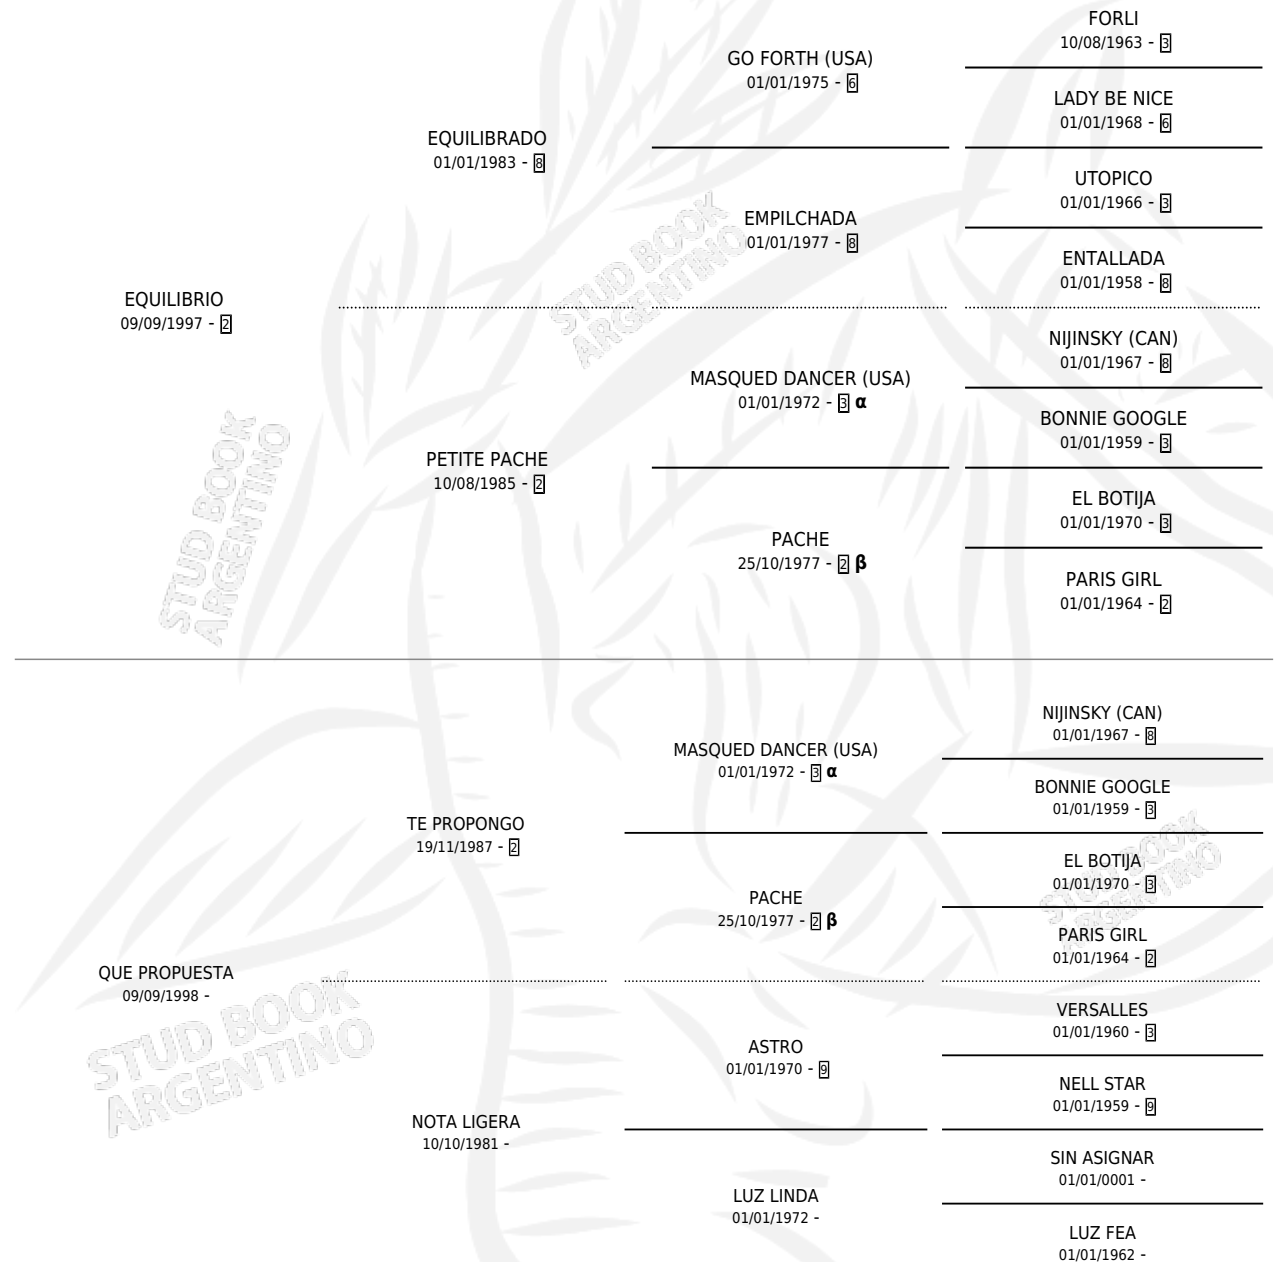 FORLI
10/08/1963 - 3
GO FORTH (USA)
01/01/1975 - 6
LADY BE NICE
01/01/1968 - 6
EQUILIBRADO
01/01/1983 - 8
UTOPICO
01/01/1966 - 3
EMPILCHADA
01/01/1977 - 8
ENTALLADA
01/01/1958 - 8
EQUILIBRIO
09/09/1997 - 2
NIJINSKY (CAN)
01/01/1967 - 8
MASQUED DANCER (USA)
01/01/1972 - 3 α
BONNIE GOOGLE
01/01/1959 - 3
PETITE PACHE
10/08/1985 - 2
EL BOTIJA
01/01/1970 - 3
PACHE
25/10/1977 - 2 β
PARIS GIRL
01/01/1964 - 2
STUD BOOK
ARGENTINO
STUD BOOK
ARGENTINO
NIJINSKY (CAN)
01/01/1967 - 8
MASQUED DANCER (USA)
01/01/1972 - 3 α
BONNIE GOOGLE
01/01/1959 - 3
TE PROPONGO
19/11/1987 - 2
EL BOTIJA
01/01/1970 - 3
PACHE
25/10/1977 - 2 β
PARIS GIRL
01/01/1964 - 2
QUE PROPUESTA
09/09/1998 -
VERSALLES
01/01/1960 - 3
ASTRO
01/01/1970 - 9
NELL STAR
01/01/1959 - 9
NOTA LIGERA
10/10/1981 -
SIN ASIGNAR
01/01/0001 -
LUZ LINDA
01/01/1972 -
LUZ FEA
01/01/1962 -
STUD BOOK
ARGENTINO
STUD BOOK
ARGENTINO